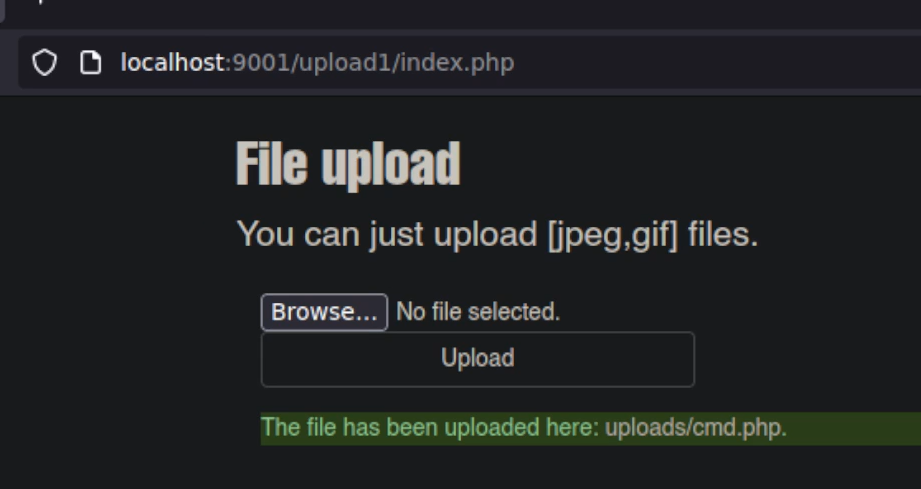 localhost:9001/upload1/index.php
File upload
You can just upload [jpeg,gif] files.
Browse... No file selected.
Upload
The file has been uploaded here: uploads/cmd.php.